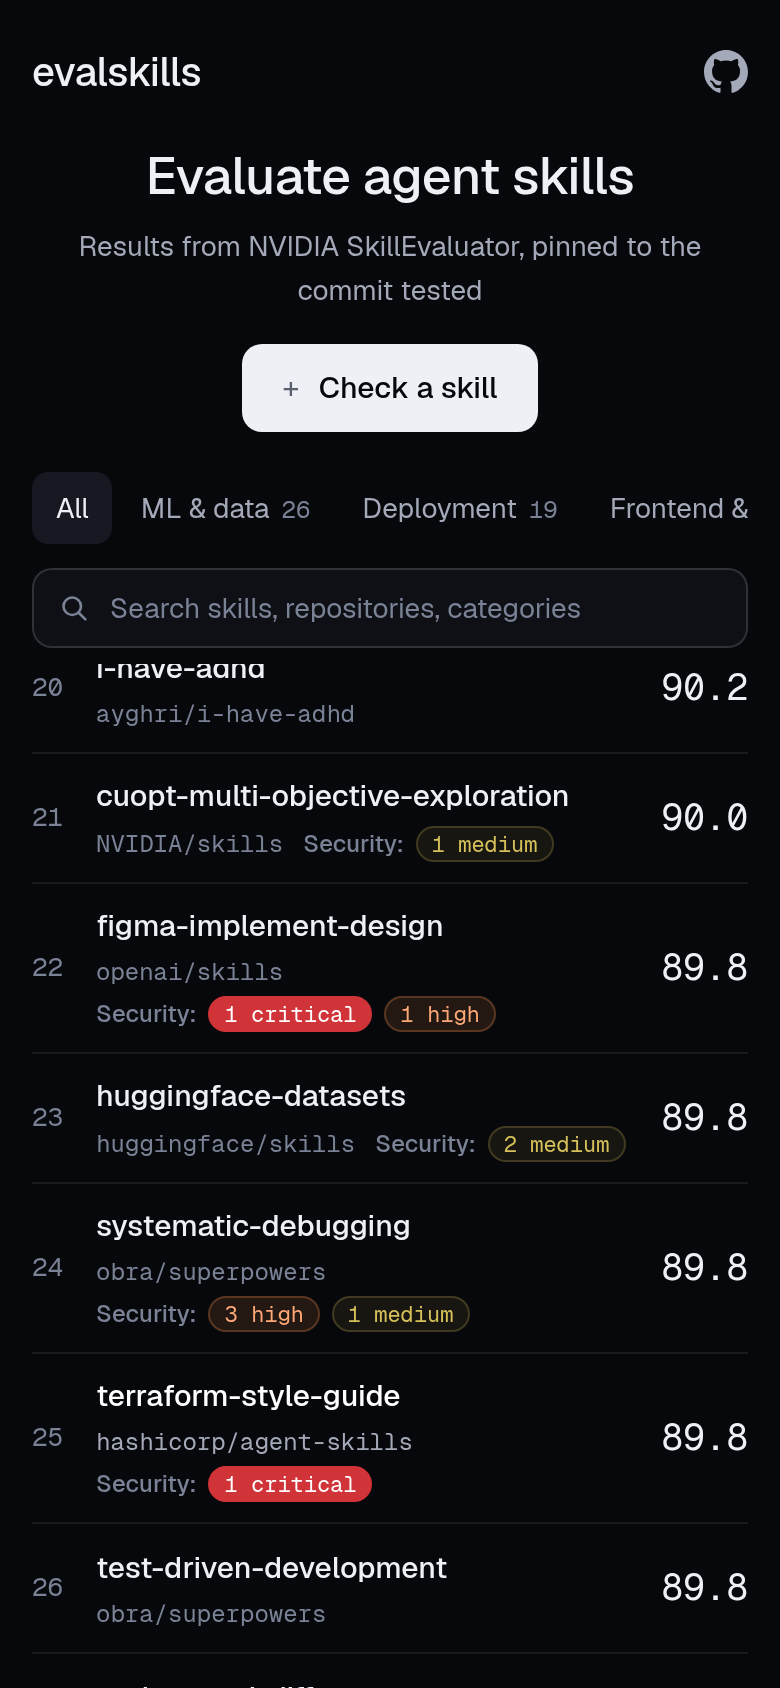 evalskills
Evaluate agent skills
Results from NVIDIA SkillEvaluator, pinned to the
commit tested
+ Check a skill
All ML & data 26 Deployment 19 Frontend &
Search skills, repositories, categories
20 i-have-adhd 90.2
ayghri/i-have-adhd
21 cuopt-multi-objective-exploration 90.0
NVIDIA/skills Security: 1 medium
22 figma-implement-design 89.8
openai/skills
Security: 1 critical 1 high
23 huggingface-datasets 89.8
huggingface/skills Security: 2 medium
24 systematic-debugging 89.8
obra/superpowers
Security: 3 high 1 medium
25 terraform-style-guide 89.8
hashicorp/agent-skills
Security: 1 critical
26 test-driven-development 89.8
obra/superpowers